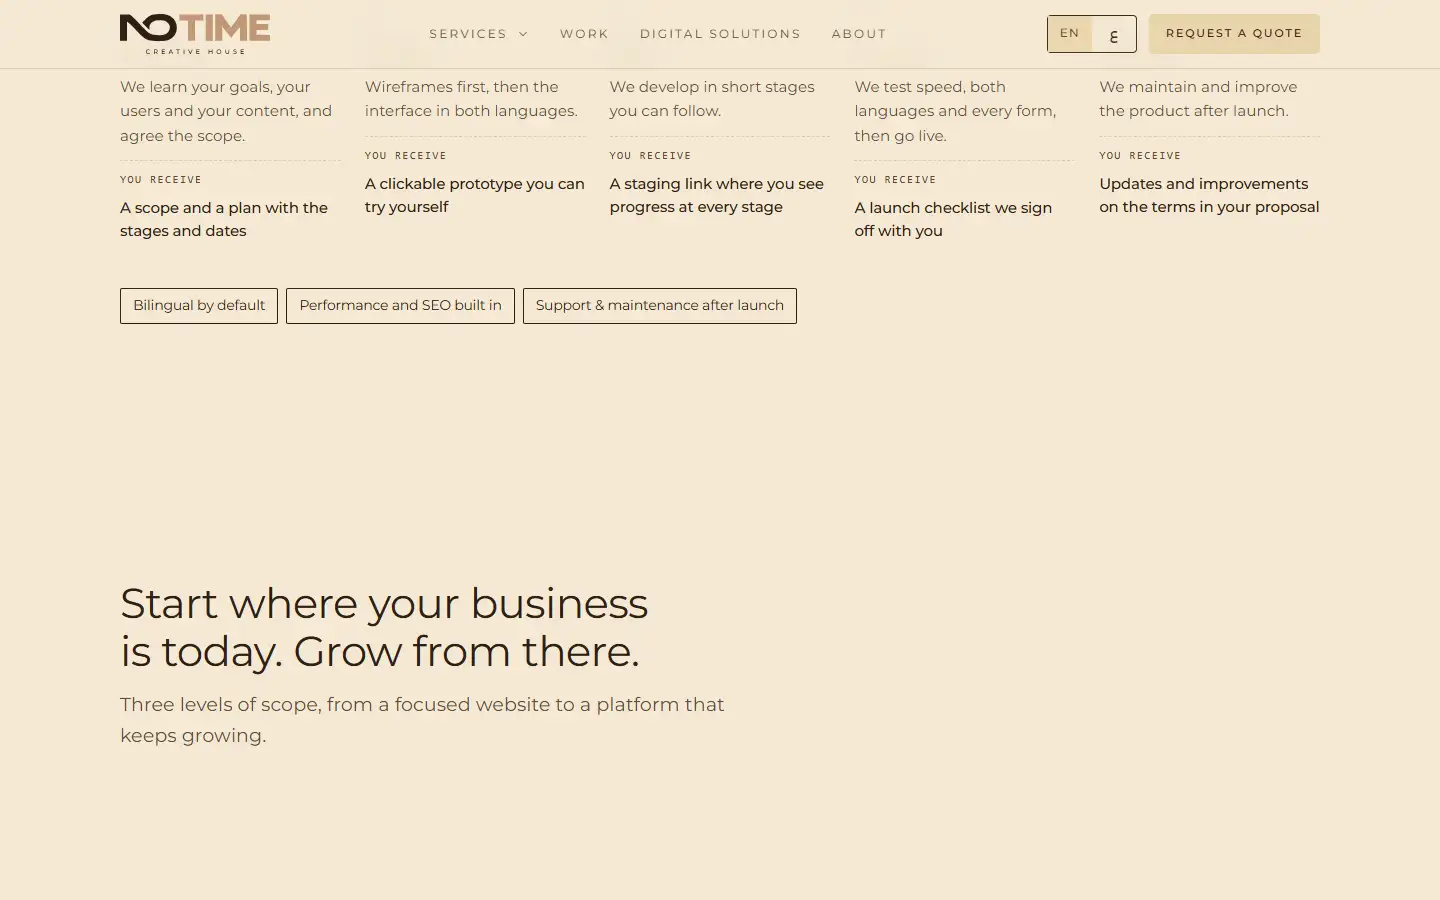 NOTIME
CREATIVE HOUSE
SERVICES
WORK
DIGITAL SOLUTIONS
ABOUT
EN
ع
REQUEST A QUOTE
We learn your goals, your
users and your content, and
agree the scope.
YOU RECEIVE
A scope and a plan with the
stages and dates
Wireframes first, then the
interface in both languages.
YOU RECEIVE
A clickable prototype you can
try yourself
We develop in short stages
you can follow.
YOU RECEIVE
A staging link where you see
progress at every stage
We test speed, both
languages and every form,
then go live.
YOU RECEIVE
A launch checklist we sign
off with you
We maintain and improve
the product after launch.
YOU RECEIVE
Updates and improvements
on the terms in your proposal
Bilingual by default
Performance and SEO built in
Support & maintenance after launch
Start where your business
is today. Grow from there.
Three levels of scope, from a focused website to a platform that
keeps growing.